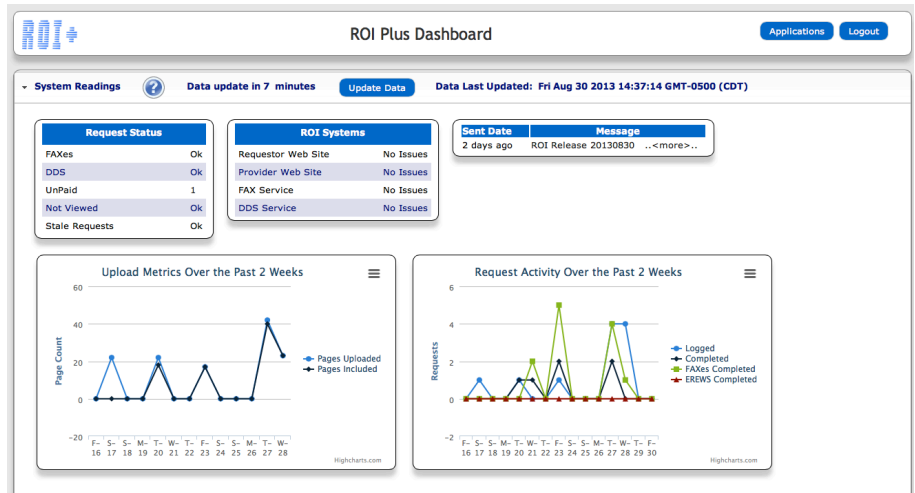 ROI+
ROI Plus Dashboard
Applications
Logout
System Readings
?
Data update in 7 minutes
Update Data
Data Last Updated: Fri Aug 30 2013 14:37:14 GMT-0500 (CDT)
Request Status
FAXes Ok
DDS Ok
UnPaid 1
Not Viewed Ok
Stale Requests Ok
ROI Systems
Requestor Web Site No Issues
Provider Web Site No Issues
FAX Service No Issues
DDS Service No Issues
Sent Date Message
2 days ago ROI Release 20130830 ..<more>..
Upload Metrics Over the Past 2 Weeks
Page Count
60
40
20
0
-20
F~ S~ S~ M~ T~ W~ T~ F~ S~ S~ M~ T~ W~
16 17 18 19 20 21 22 23 24 25 26 27 28
Pages Uploaded
Pages Included
Highcharts.com
Request Activity Over the Past 2 Weeks
Requests
6
4
2
0
-2
F~ S~ S~ M~ T~ W~ T~ F~ S~ S~ M~ T~ W~ T~ F~
16 17 18 19 20 21 22 23 24 25 26 27 28 29 30
Logged
Completed
FAXes Completed
EREWS Completed
Highcharts.com